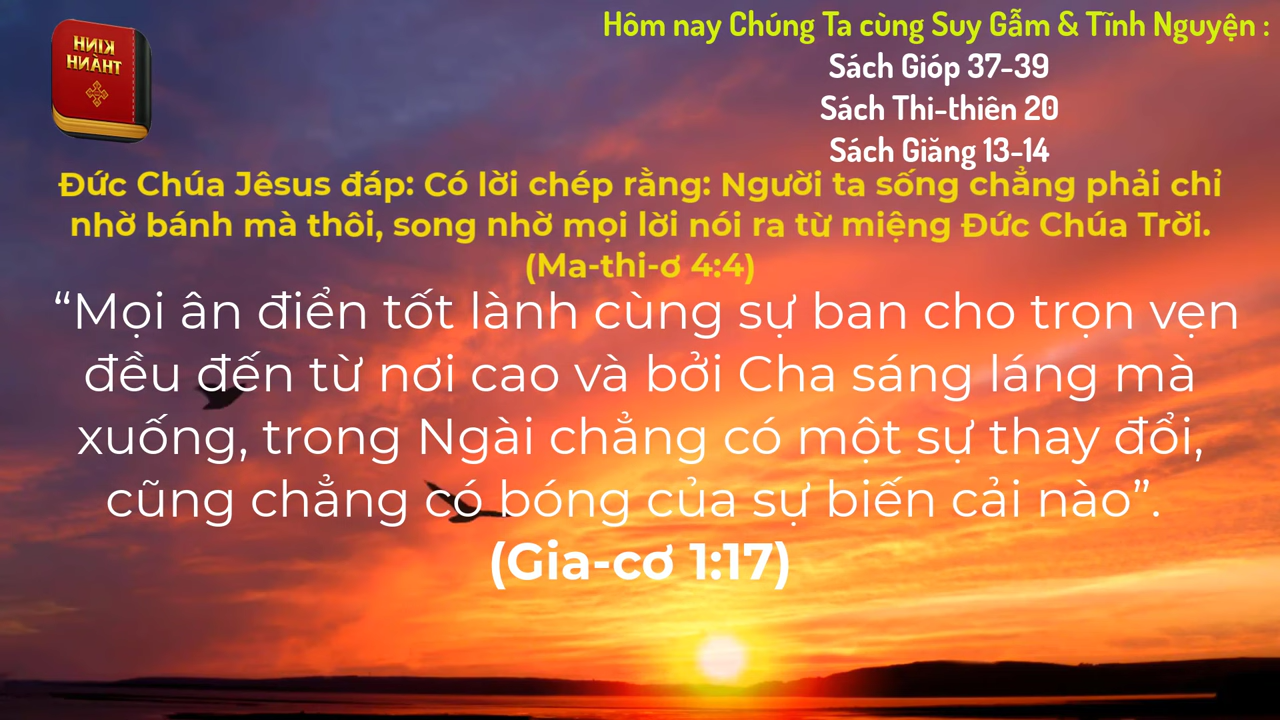 KINH
THÁNH
Hôm nay Chúng Ta cùng Suy Gẫm & Tĩnh Nguyện :
Sách Gióp 37-39
Sách Thi-thiên 20
Sách Giăng 13-14
Đức Chúa Jêsus đáp: Có lời chép rằng: Người ta sống chẳng phải chỉ
nhờ bánh mà thôi, song nhờ mọi lời nói ra từ miệng Đức Chúa Trời.
(Ma-thi-ơ 4:4)
“Mọi ân điển tốt lành cùng sự ban cho trọn vẹn
đều đến từ nơi cao và bởi Cha sáng láng mà
xuống, trong Ngài chẳng có một sự thay đổi,
cũng chẳng có bóng của sự biến cải nào”.
(Gia-cơ 1:17)